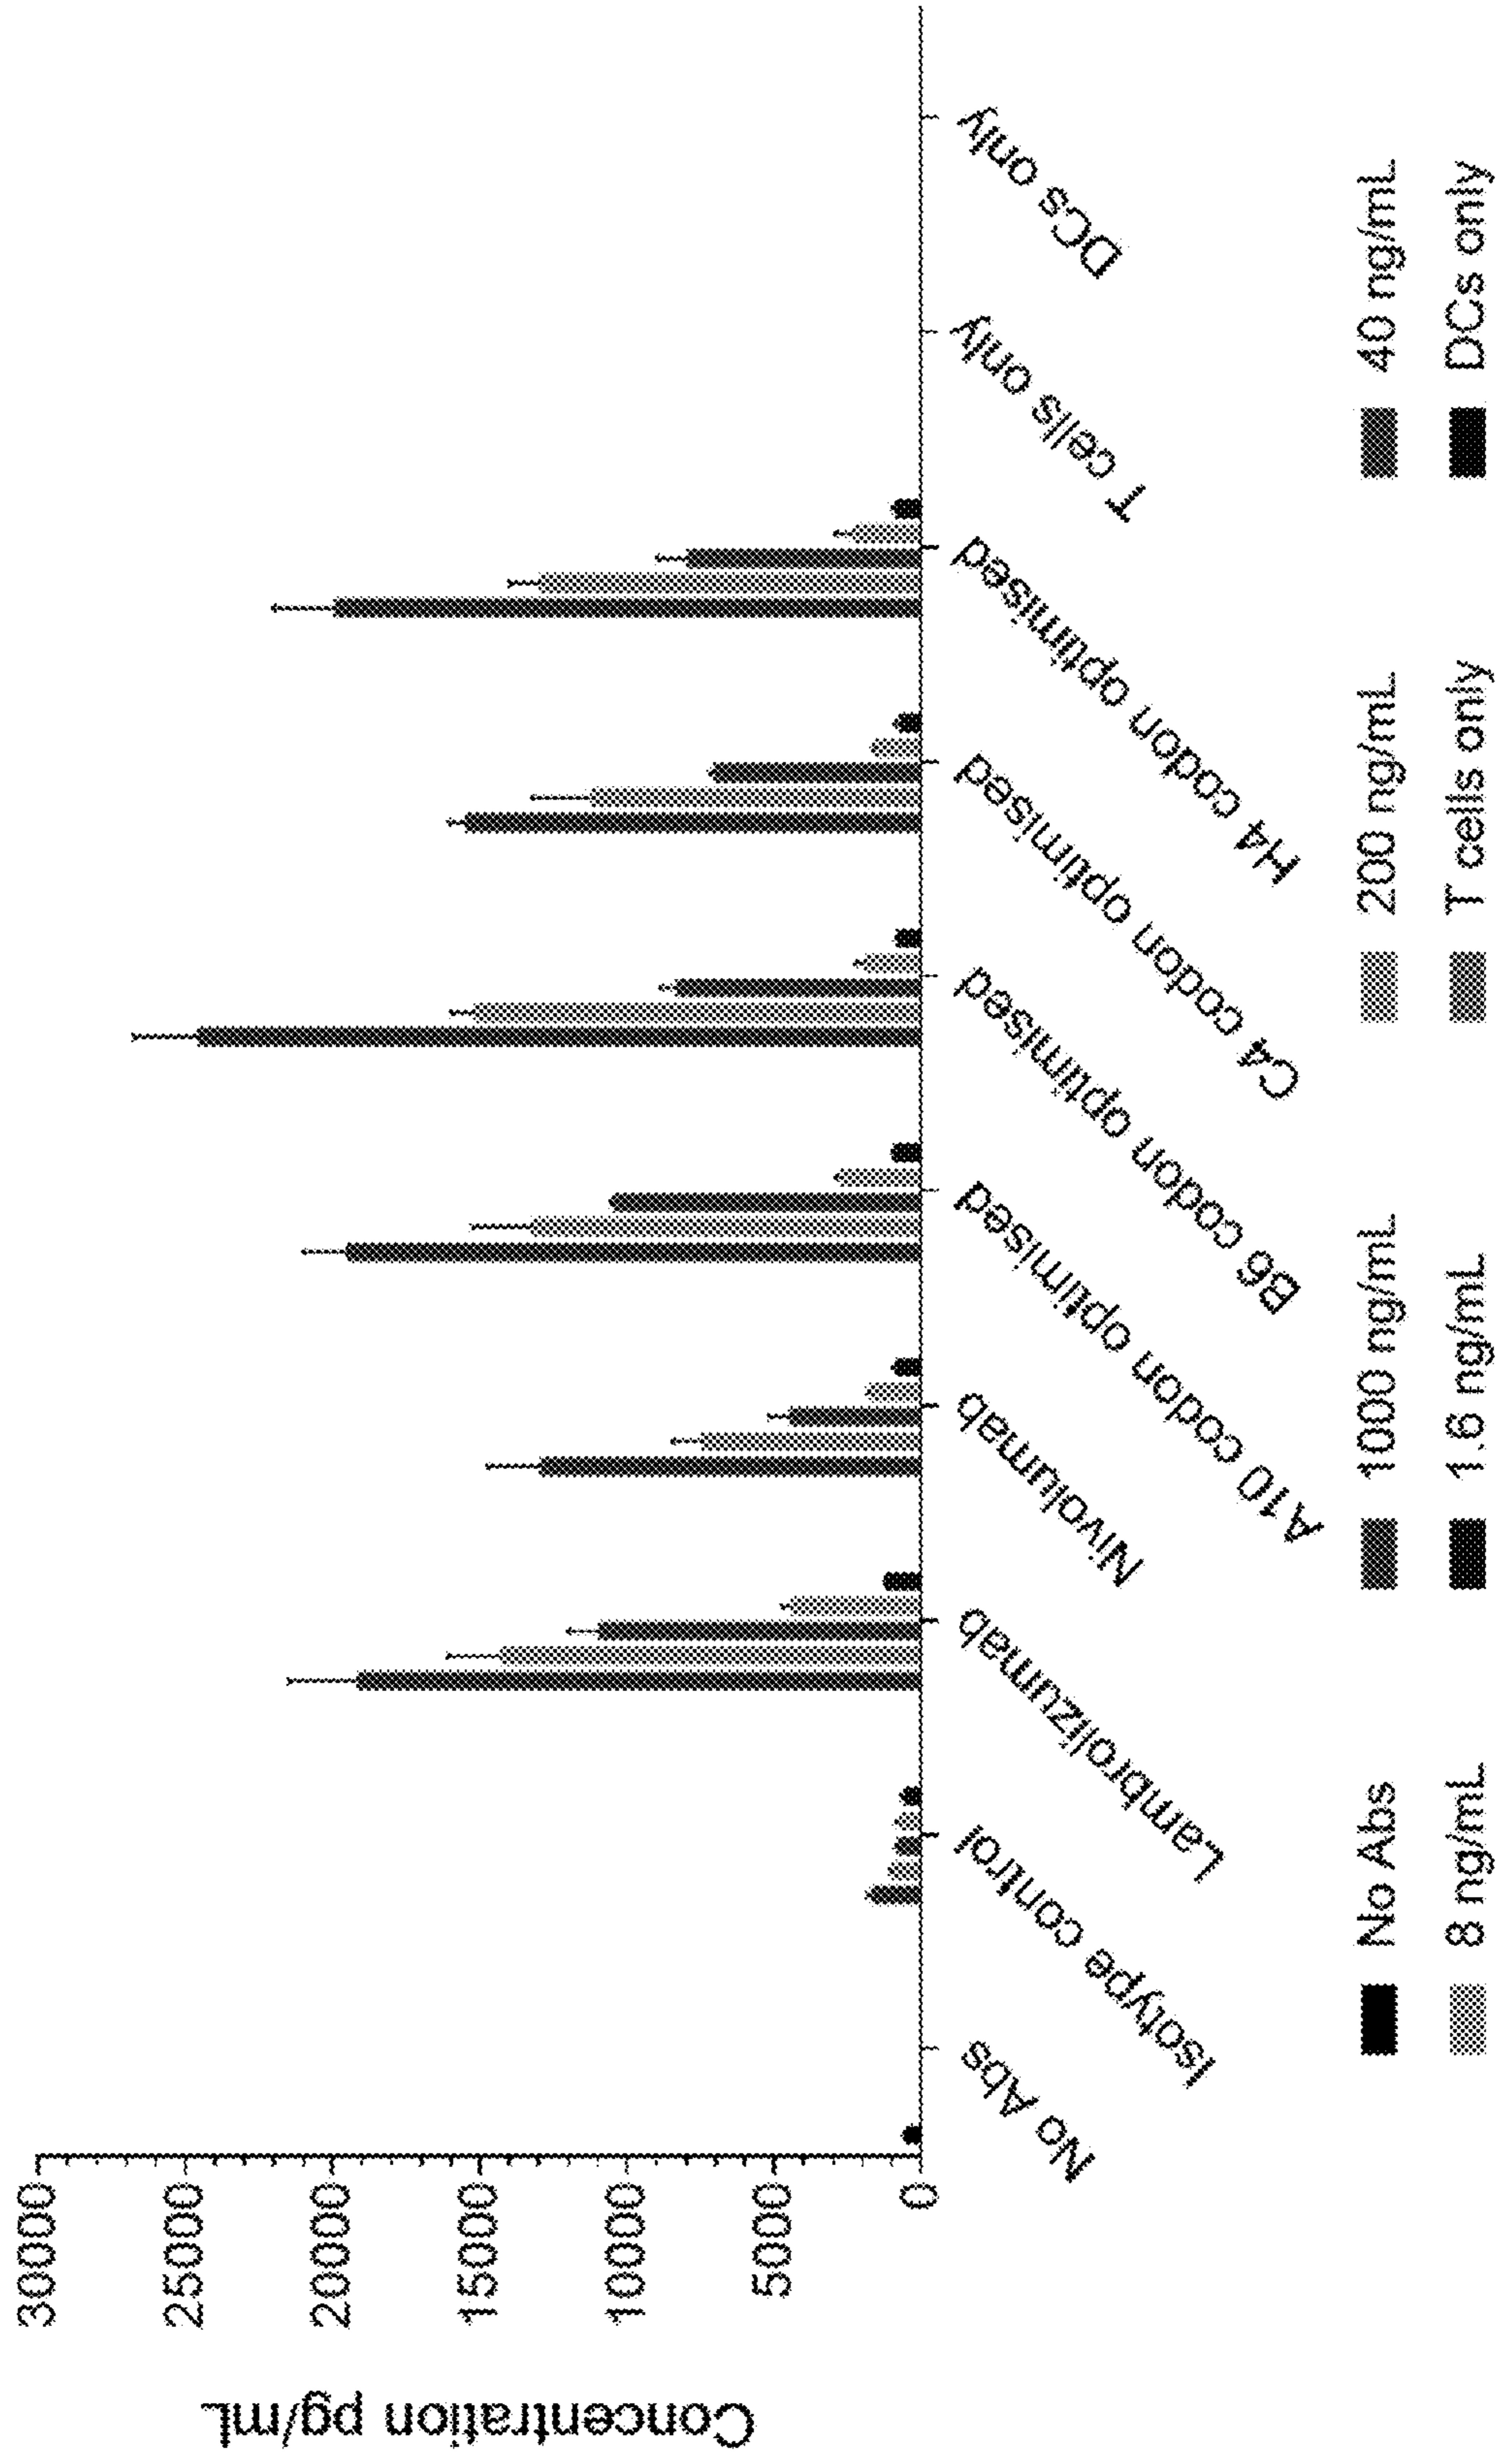 Concentration pg/mL
30000
25000
20000
15000
10000
5000
0
No Abs
Isotype control
Lambrolizumab
Nivolumab
A10 codon optimised
B6 codon optimised
C4 codon optimised
H4 codon optimised
T cells only
DCs only
No Abs 1000 ng/mL 200 ng/mL 40 ng/mL
8 ng/mL 1.6 ng/mL T cells only DCs only